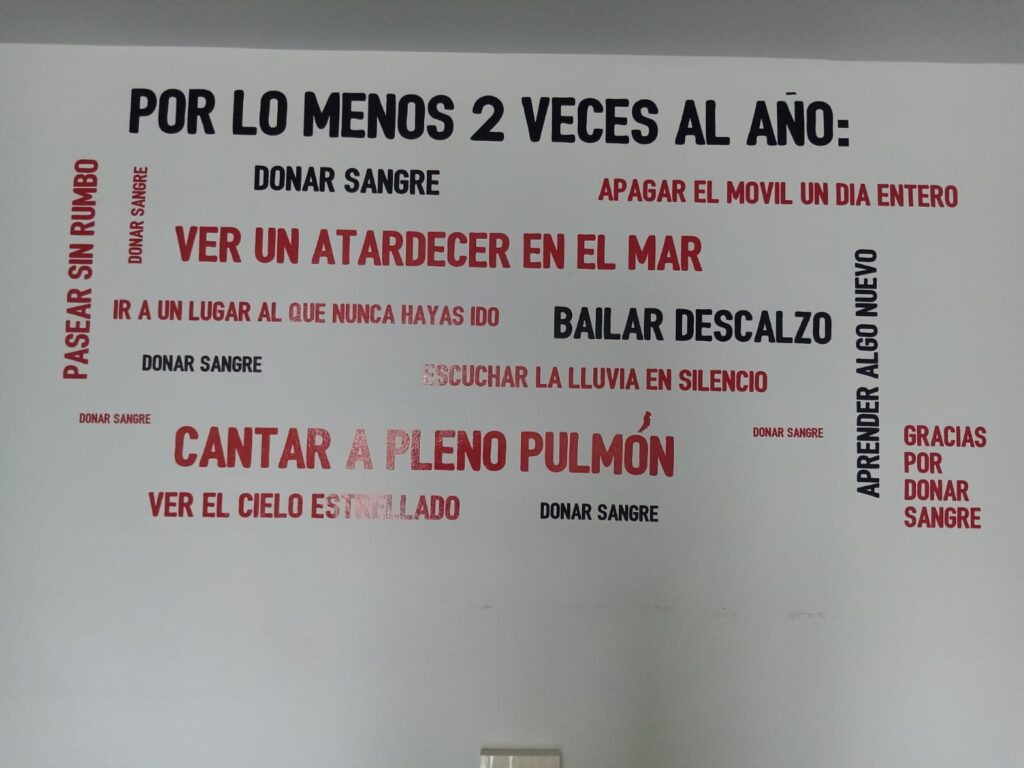 POR LO MENOS 2 VECES AL AÑO:
PASEAR SIN RUMBO
DONAR SANGRE
DONAR SANGRE
APAGAR EL MOVIL UN DIA ENTERO
VER UN ATARDECER EN EL MAR
IR A UN LUGAR AL QUE NUNCA HAYAS IDO
BAILAR DESCALZO
APRENDER ALGO NUEVO
DONAR SANGRE
ESCUCHAR LA LLUVIA EN SILENCIO
DONAR SANGRE
CANTAR A PLENO PULMÓN
DONAR SANGRE
VER EL CIELO ESTRELLADO
DONAR SANGRE
GRACIAS
POR
DONAR
SANGRE